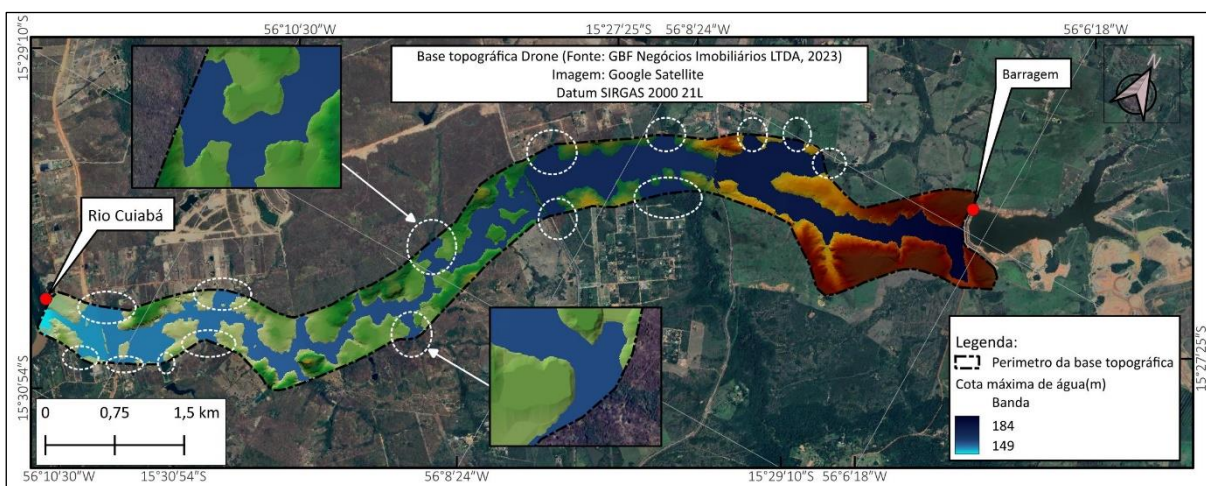 56°10'30"W
15°27'25"S
56°8'24"W
56°6'18"W
15°29'10"S
Base topográfica Drone (Fonte: GBF Negócios Imobiliários LTDA, 2023)
Imagem: Google Satellite
Datum SIRGAS 2000 21L
Barragem
N
Rio Cuiabá
15°30'54"S
15°27'25"S
0
0,75
1,5 km
Legenda:
Perimetro da base topográfica
Cota máxima de água(m)
Banda
184
149
56°10'30"W
15°30'54"S
56°8'24"W
15°29'10"S
56°6'18"W